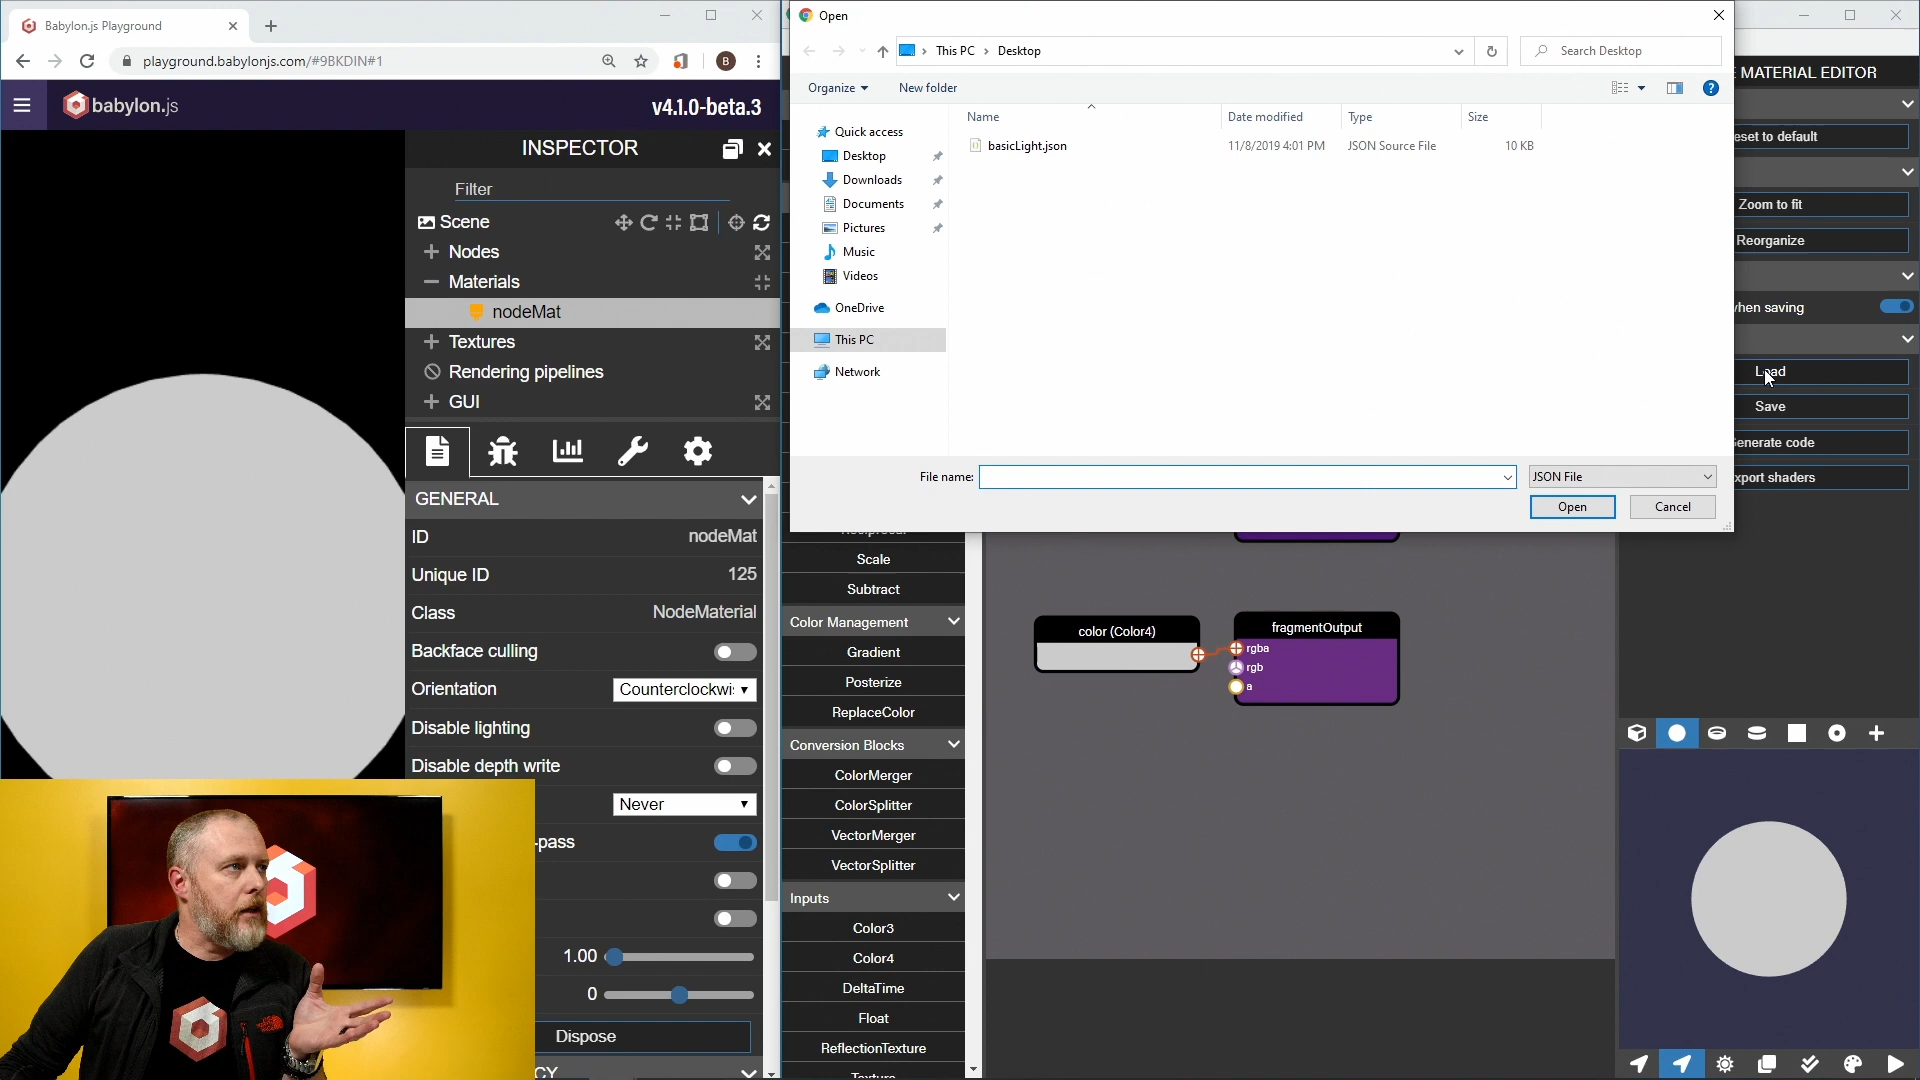 Babylon.js Playground
playground.babylonjs.com/#9BKDIN#1
B
babylon.js
v4.1.0-beta.3
INSPECTOR
Filter
Scene
Nodes
Materials
nodeMat
Textures
Rendering pipelines
GUI
GENERAL
ID
nodeMat
Unique ID
125
Class
NodeMaterial
Backface culling
Orientation
Counterclockwi:
Disable lighting
Disable depth write
Never
-pass
1.00
0
Dispose
CY
Open
This PC
Desktop
Search Desktop
Organize
New folder
Name
Date modified
Type
Size
basicLight.json
11/8/2019 4:01 PM
JSON Source File
10 KB
Quick access
Desktop
Downloads
Documents
Pictures
Music
Videos
OneDrive
This PC
Network
File name:
JSON File
Open
Cancel
Scale
Subtract
Color Management
Gradient
Posterize
ReplaceColor
Conversion Blocks
ColorMerger
ColorSplitter
VectorMerger
VectorSplitter
Inputs
Color3
Color4
DeltaTime
Float
ReflectionTexture
Texture
color (Color4)
fragmentOutput
rgba
rgb
a
MATERIAL EDITOR
eset to default
Zoom to fit
Reorganize
when saving
Load
Save
enerate code
xport shaders